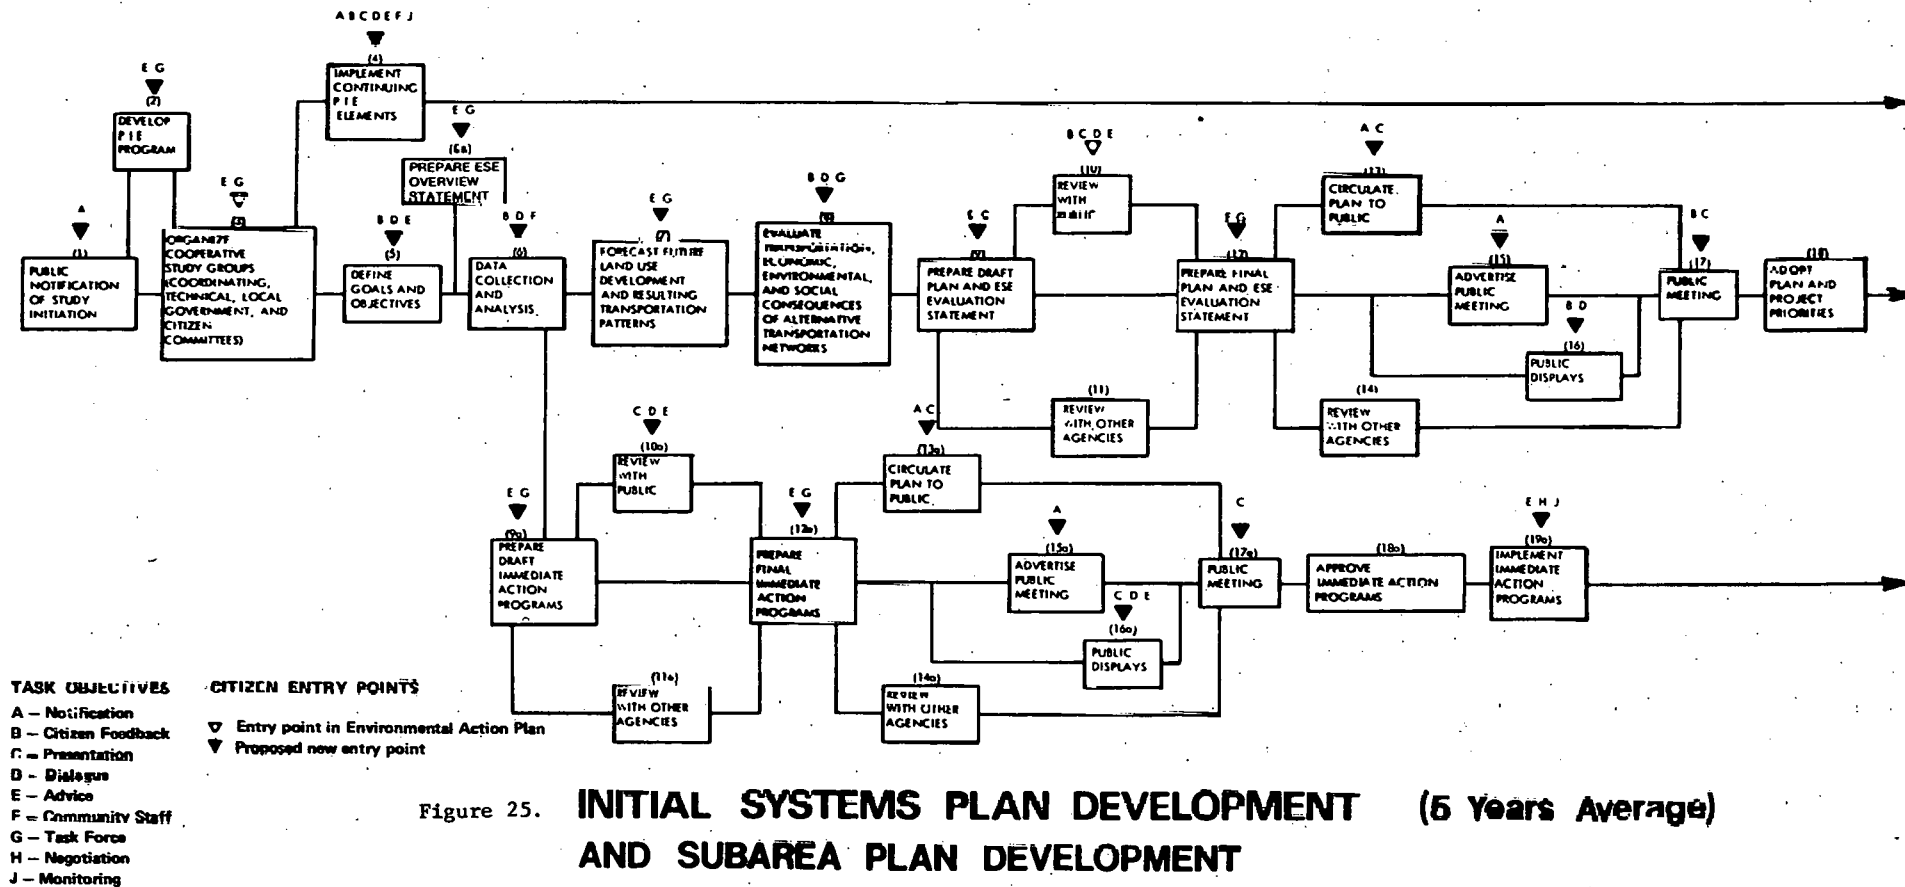 A B C D E F J
(4)
IMPLEMENT
CONTINUING
P I E
ELEMENTS
E G
(2)
DEVELOP
P I E
PROGRAM
A
(1)
PUBLIC
NOTIFICATION
OF STUDY
INITIATION
E G
(3)
ORGANIZE
COOPERATIVE
STUDY GROUPS
(COORDINATING,
TECHNICAL, LOCAL
GOVERNMENT, AND
CITIZEN
COMMITTEES)
B D E
(5)
DEFINE
GOALS AND
OBJECTIVES
E G
(6a)
PREPARE ESE
OVERVIEW
STATEMENT
B D F
(6)
DATA
COLLECTION
AND
ANALYSIS
E G
(7)
FORECAST FUTURE
LAND USE
DEVELOPMENT
AND RESULTING
TRANSPORTATION
PATTERNS
B D G
(8)
EVALUATE
TRANSPORTATION,
ECONOMIC,
ENVIRONMENTAL,
AND SOCIAL
CONSEQUENCES
OF ALTERNATIVE
TRANSPORTATION
NETWORKS
(9)
PREPARE DRAFT
PLAN AND ESE
EVALUATION
STATEMENT
B C D E
(10)
REVIEW
WITH
PUBLIC
(11)
REVIEW
WITH OTHER
AGENCIES
E G
(12)
PREPARE FINAL
PLAN AND ESE
EVALUATION
STATEMENT
A C
(13)
CIRCULATE
PLAN TO
PUBLIC
(14)
REVIEW
WITH OTHER
AGENCIES
A
(15)
ADVERTISE
PUBLIC
MEETING
B D
(16)
PUBLIC
DISPLAYS
B C
(17)
PUBLIC
MEETING
(18)
ADOPT
PLAN AND
PROJECT
PRIORITIES
E G
(9a)
PREPARE
DRAFT
IMMEDIATE
ACTION
PROGRAMS
C D E
(10a)
REVIEW
WITH
PUBLIC
(11a)
REVIEW
WITH OTHER
AGENCIES
E G
(12a)
PREPARE
FINAL
IMMEDIATE
ACTION
PROGRAMS
A C
(13a)
CIRCULATE
PLAN TO
PUBLIC
(14a)
REVIEW
WITH OTHER
AGENCIES
A
(15a)
ADVERTISE
PUBLIC
MEETING
C D E
(16a)
PUBLIC
DISPLAYS
C
(17a)
PUBLIC
MEETING
(18a)
APPROVE
IMMEDIATE ACTION
PROGRAMS
E H J
(19a)
IMPLEMENT
IMMEDIATE
ACTION
PROGRAMS
TASK OBJECTIVES
A – Notification
B – Citizen Feedback
C – Presentation
D – Dialogue
E – Advice
F – Community Staff
G – Task Force
H – Negotiation
J – Monitoring
CITIZEN ENTRY POINTS
▽ Entry point in Environmental Action Plan
▼ Proposed new entry point
Figure 25. INITIAL SYSTEMS PLAN DEVELOPMENT (5 Years Average)
AND SUBAREA PLAN DEVELOPMENT